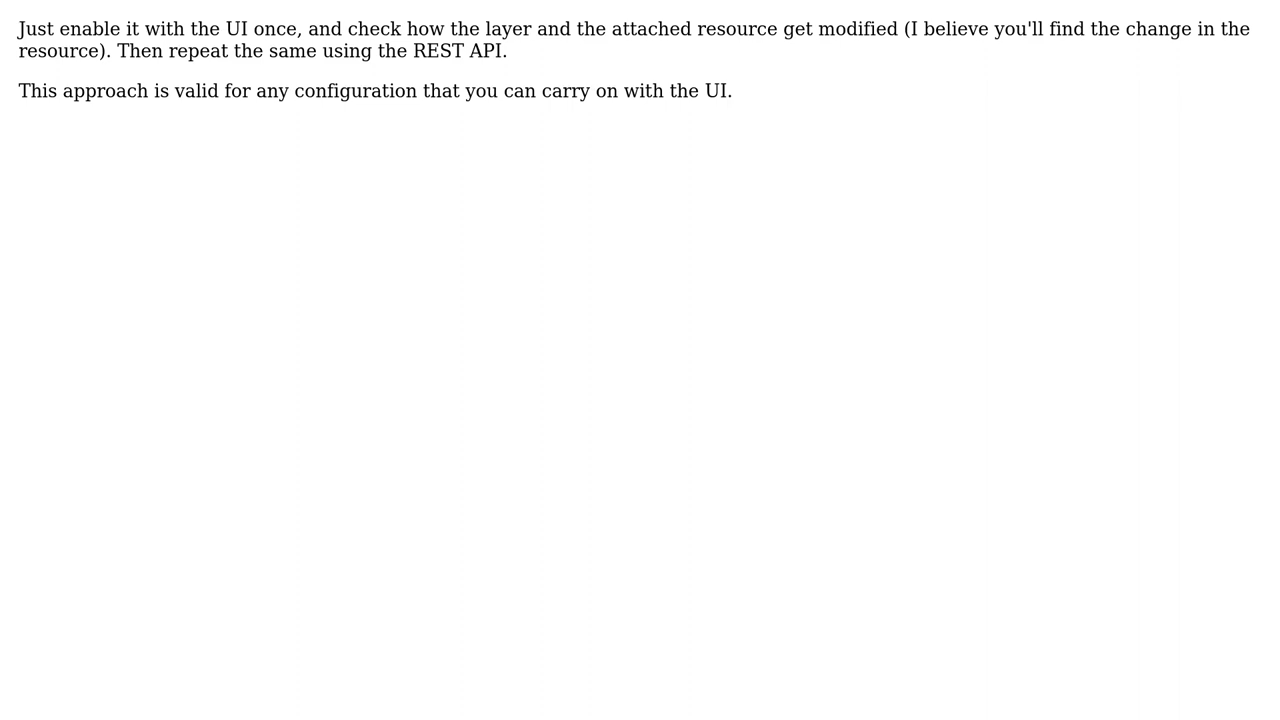 Just enable it with the UI once, and check how the layer and the attached resource get modified (I believe you'll find the change in the
resource). Then repeat the same using the REST API.
This approach is valid for any configuration that you can carry on with the UI.